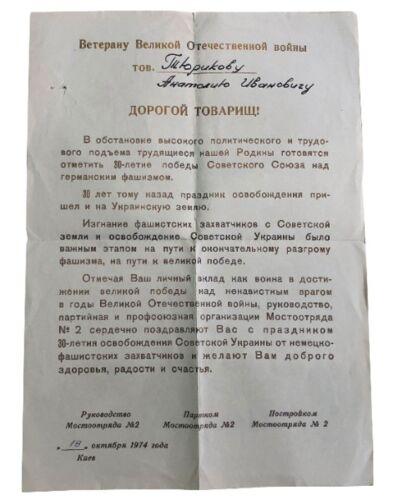 Ветерану Великой Отечественной войны
тов. Тюрикову
Анатолию Ивановичу
ДОРОГОЙ ТОВАРИЩ!
В обстановке высокого политического и трудо-
вого подъема трудящиеся нашей Родины готовятся
отметить 30-летие победы Советского Союза над
германским фашизмом.
30 лет тому назад праздник освобождения при-
шел и на Украинскую землю.
Изгнание фашистских захватчиков с Советской
земли и освобождение Советской Украины было
важным этапом на пути к окончательному разгрому
фашизма, на пути к великой победе.
Отмечая Ваш личный вклад как воина в дости-
жении великой победы над ненавистным врагом
в годы Великой Отечественной войны, руководство,
партийная и профсоюзная организации Мостоотряда
№ 2 сердечно поздравляют Вас с праздником
30-летия освобождения Советской Украины от немецко-
фашистских захватчиков и желают Вам доброго
здоровья, радости и счастья.
Руководство Партком Постройком
Мостоотряда №2 Мостоотряда №2 Мостоотряда № 2
„18" октября 1974 года
Киев